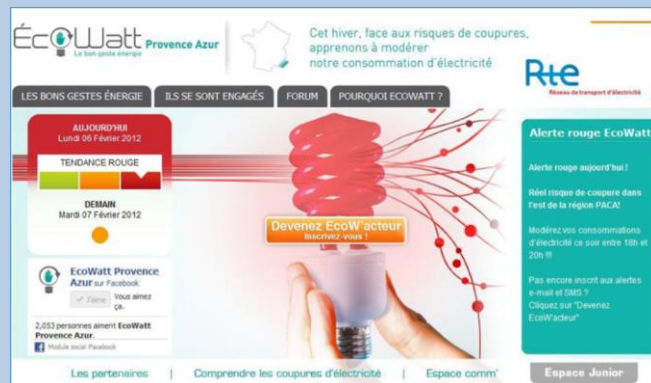 ÉcoWatt Provence Azur
Le bon geste énergie
Cet hiver, face aux risques de coupures,
apprenons à modérer
notre consommation d'électricité
Rte
Réseau de transport d'électricité
LES BONS GESTES ÉNERGIE
ILS SE SONT ENGAGÉS
FORUM
POURQUOI ECOWATT ?
AUJOURD'HUI
Lundi 06 Février 2012
TENDANCE ROUGE
DEMAIN
Mardi 07 Février 2012
EcoWatt Provence
Azur sur Facebook
J'aime
Vous aimez
ça.
2,053 personnes aiment EcoWatt
Provence Azur.
Module social Facebook
Devenez EcoW'acteur
Inscrivez-vous !
Alerte rouge EcoWatt
Alerte rouge aujourd'hui !
Réel risque de coupure dans
l'est de la région PACA!
Modérez vos consommations
d'électricité ce soir entre 18h et
20h !!!
Pas encore inscrit aux alertes
e-mail et SMS ?
Cliquez sur "Devenez
EcoW'acteur"
Les partenaires | Comprendre les coupures d'électricité | Espace comm'
Espace Junior